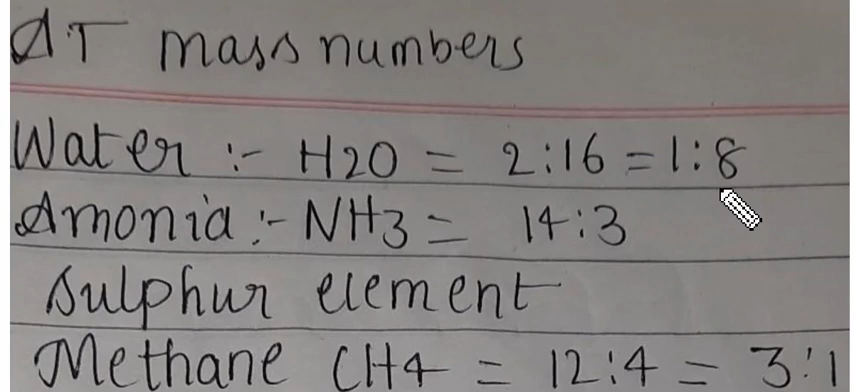 AT mass numbers
Water :- H2O = 2:16 = 1:8
Amonia :- NH3 = 14:3
Sulphur element
Methane CH4 = 12:4 = 3:1